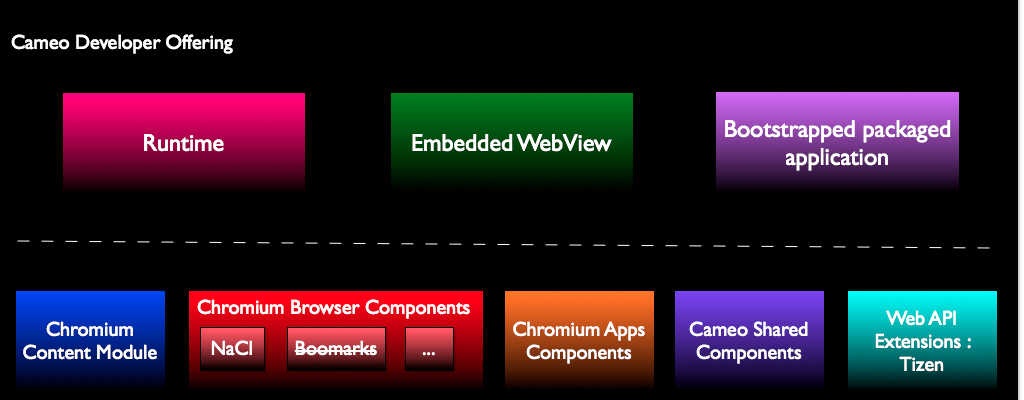 Cameo Developer Offering
Runtime
Embedded WebView
Bootstrapped packaged
application
Chromium
Content Module
Chromium Browser Components
NaCl
Boomarks
...
Chromium Apps
Components
Cameo Shared
Components
Web API
Extensions :
Tizen